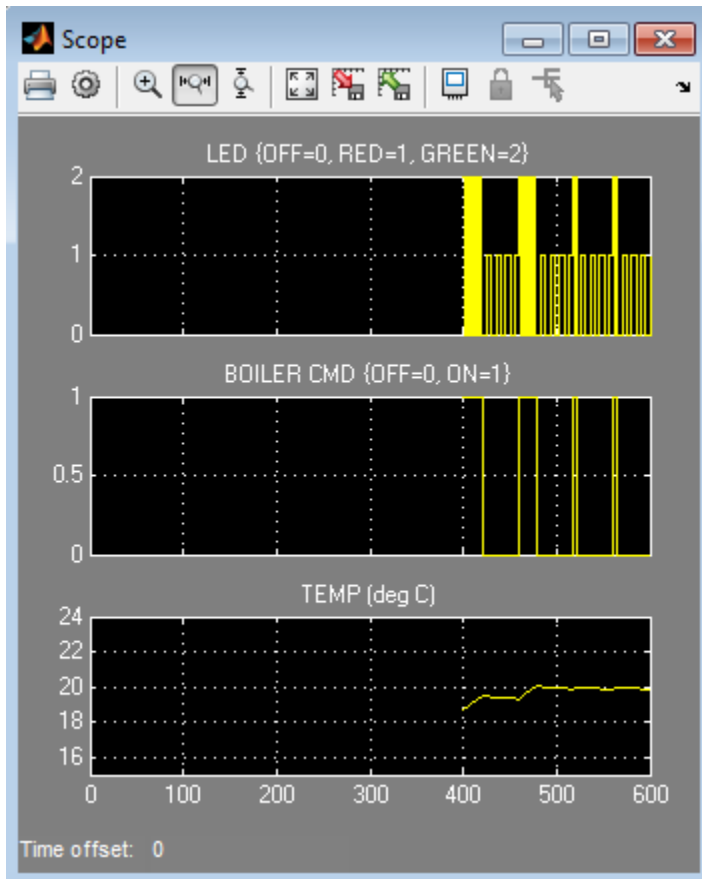 Scope
LED {OFF=0, RED=1, GREEN=2}
2
1
0
BOILER CMD {OFF=0, ON=1}
1
0.5
0
TEMP (deg C)
24
22
20
18
16
0 100 200 300 400 500 600
Time offset: 0